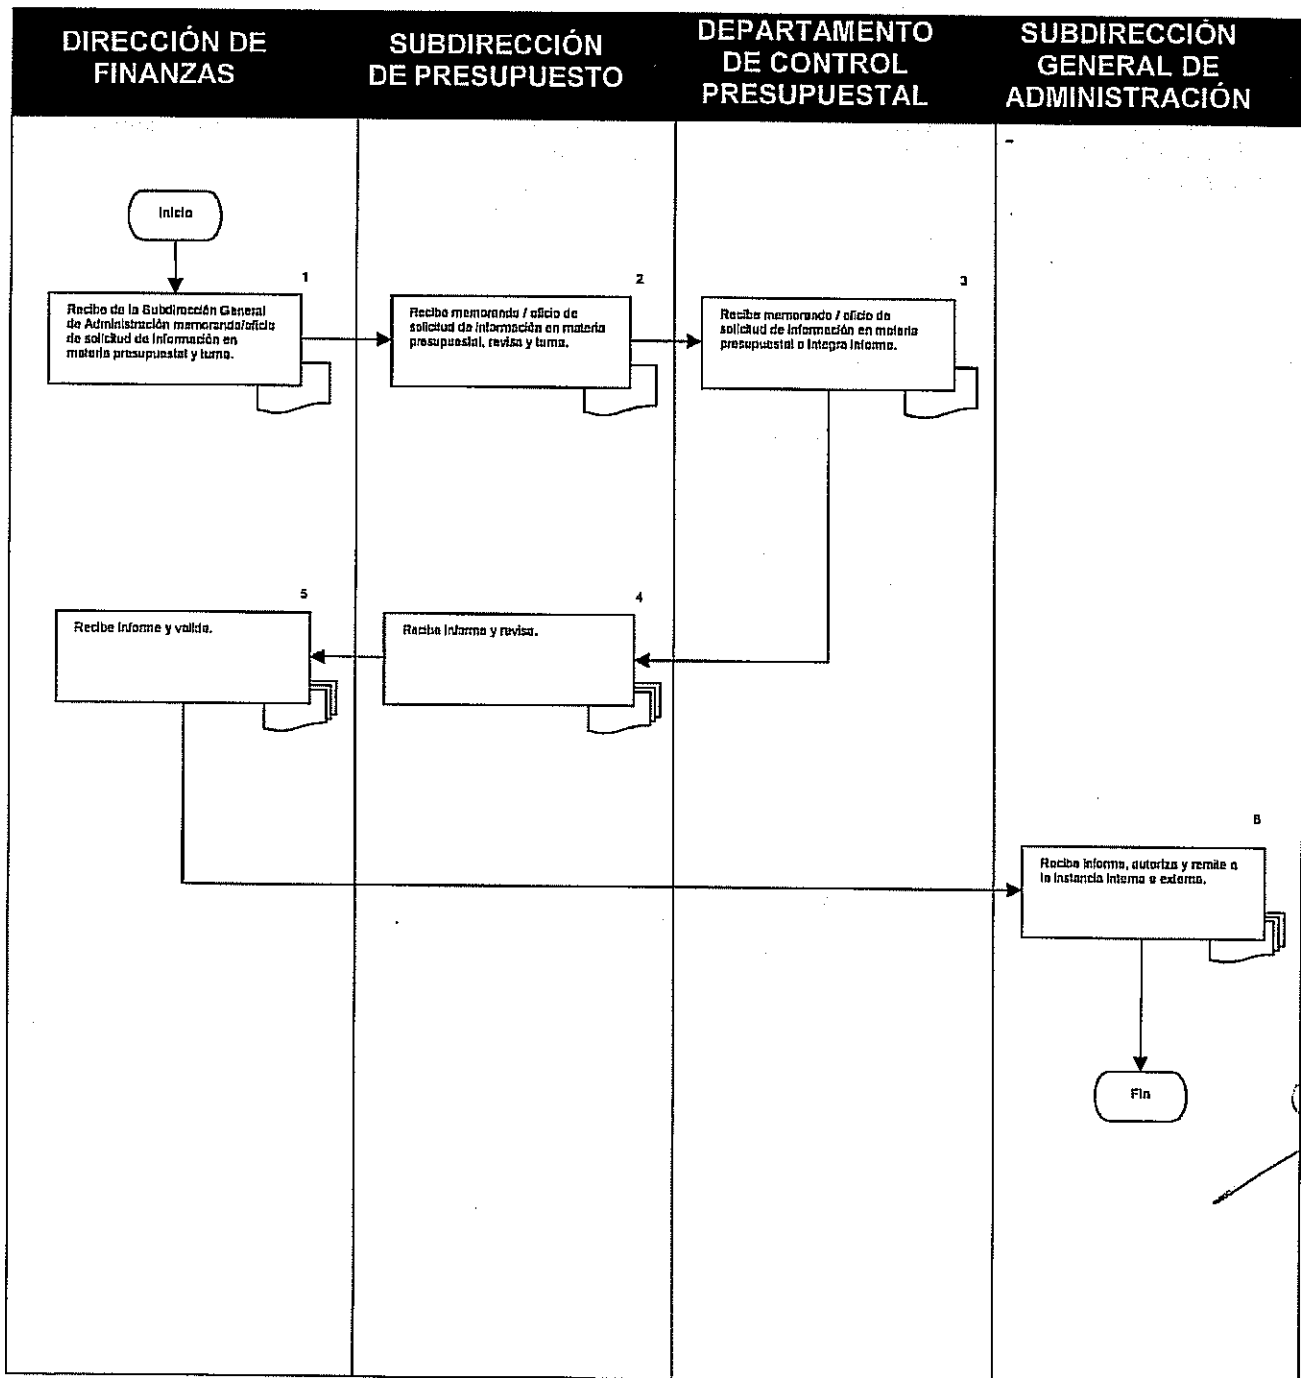 DIRECCIÓN DE
FINANZAS
SUBDIRECCIÓN
DE PRESUPUESTO
DEPARTAMENTO
DE CONTROL
PRESUPUESTAL
SUBDIRECCIÓN
GENERAL DE
ADMINISTRACIÓN
Inicio
1
Recibe de la Subdirección General
de Administración memorando/oficio
de solicitud de información en
materia presupuestal y turna.
2
Recibe memorando / oficio de
solicitud de información en materia
presupuestal, revisa y turna.
3
Recibe memorando / oficio de
solicitud de información en materia
presupuestal e integra informe.
5
Recibe informe y valida.
4
Recibe informe y revisa.
6
Recibe informe, autoriza y remite a
la instancia interna o externa.
Fin